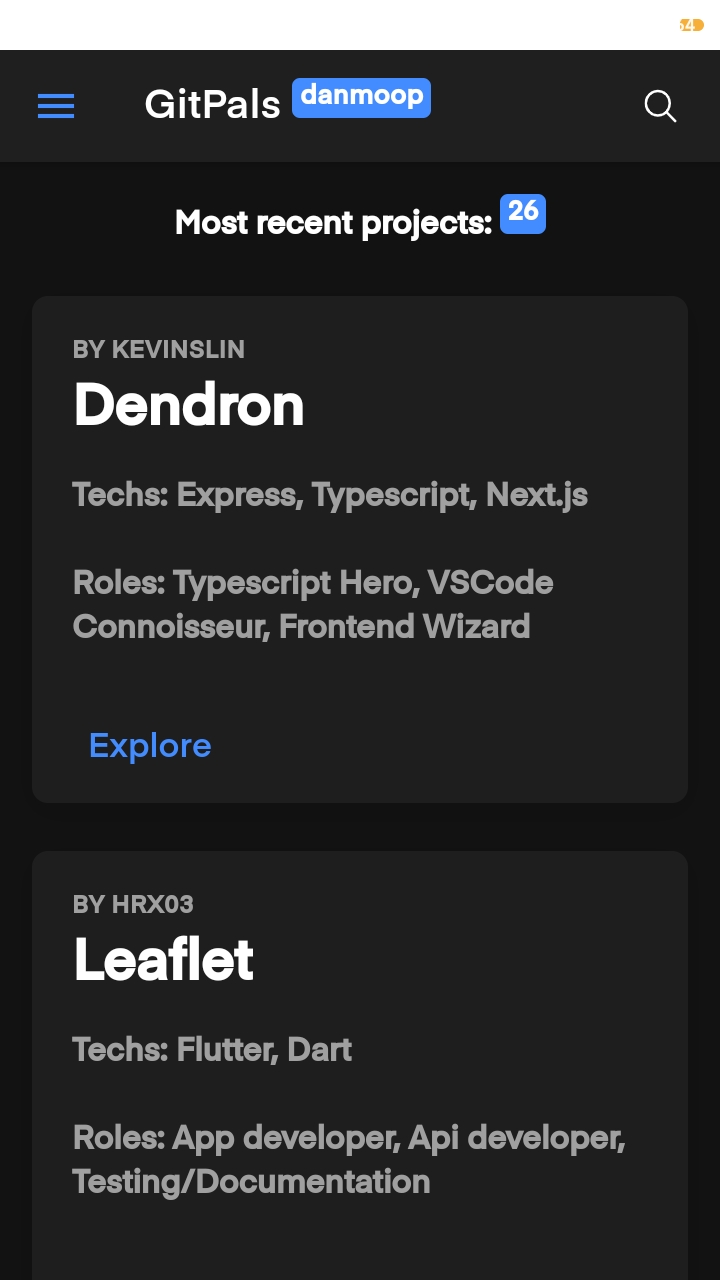 54
GitPals danmoop
Most recent projects: 26
BY KEVINSLIN
Dendron
Techs: Express, Typescript, Next.js
Roles: Typescript Hero, VSCode
Connoisseur, Frontend Wizard
Explore
BY HRX03
Leaflet
Techs: Flutter, Dart
Roles: App developer, Api developer,
Testing/Documentation